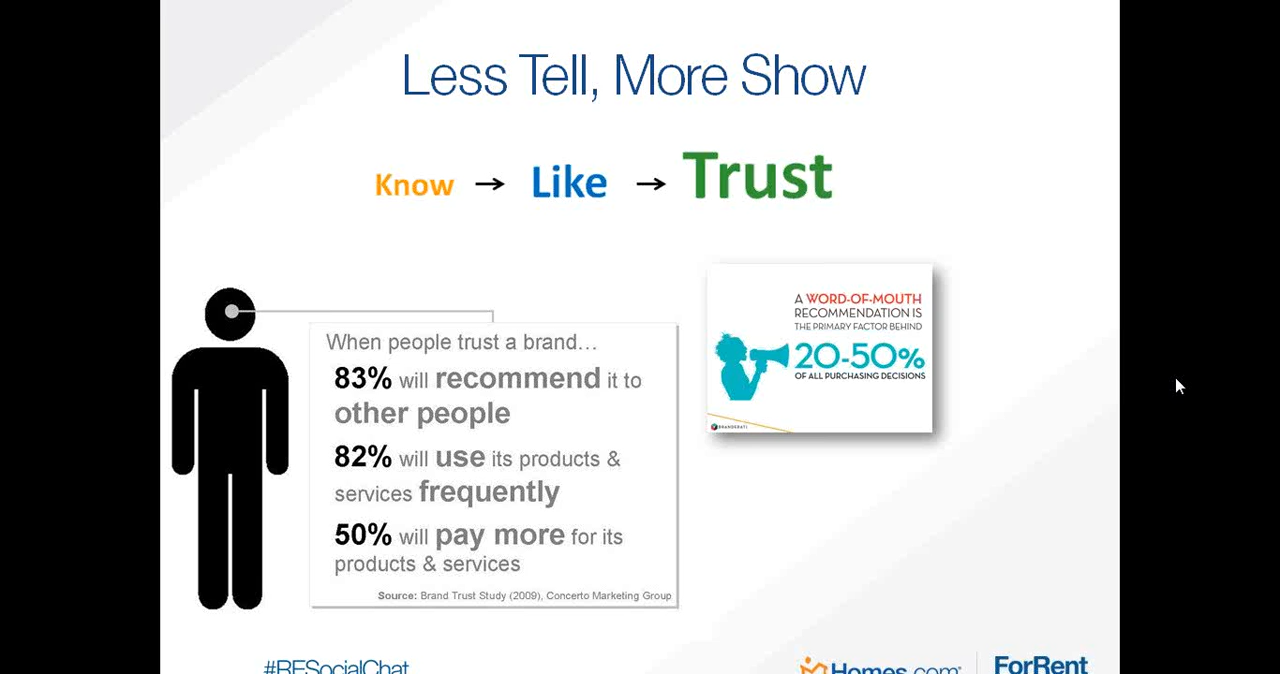 Less Tell, More Show
Know → Like → Trust
When people trust a brand…
83% will recommend it to
other people
82% will use its products &
services frequently
50% will pay more for its
products & services
Source: Brand Trust Study (2009), Concerto Marketing Group
A WORD-OF-MOUTH
RECOMMENDATION IS
THE PRIMARY FACTOR BEHIND
20-50%
OF ALL PURCHASING DECISIONS
BRANDERATI
#RESocialChat
Homes.com
ForRent